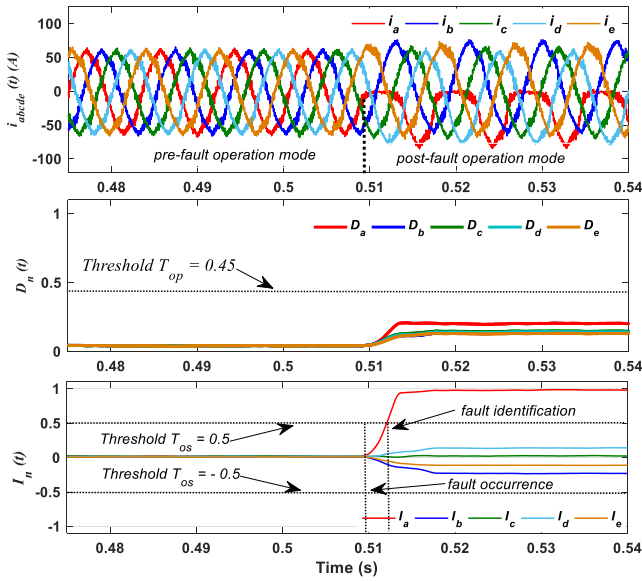 i_abcde (t) (A)
100
50
0
-50
-100
i_a i_b i_c i_d i_e
pre-fault operation mode
post-fault operation mode
0.48 0.49 0.5 0.51 0.52 0.53 0.54
D_n (t)
1
0.5
0
D_a D_b D_c D_d D_e
Threshold T_op = 0.45
0.48 0.49 0.5 0.51 0.52 0.53 0.54
I_n (t)
1
0.5
0
-0.5
-1
Threshold T_os = 0.5
fault identification
Threshold T_os = - 0.5
fault occurrence
I_a I_b I_c I_d I_e
0.48 0.49 0.5 0.51 0.52 0.53 0.54
Time (s)